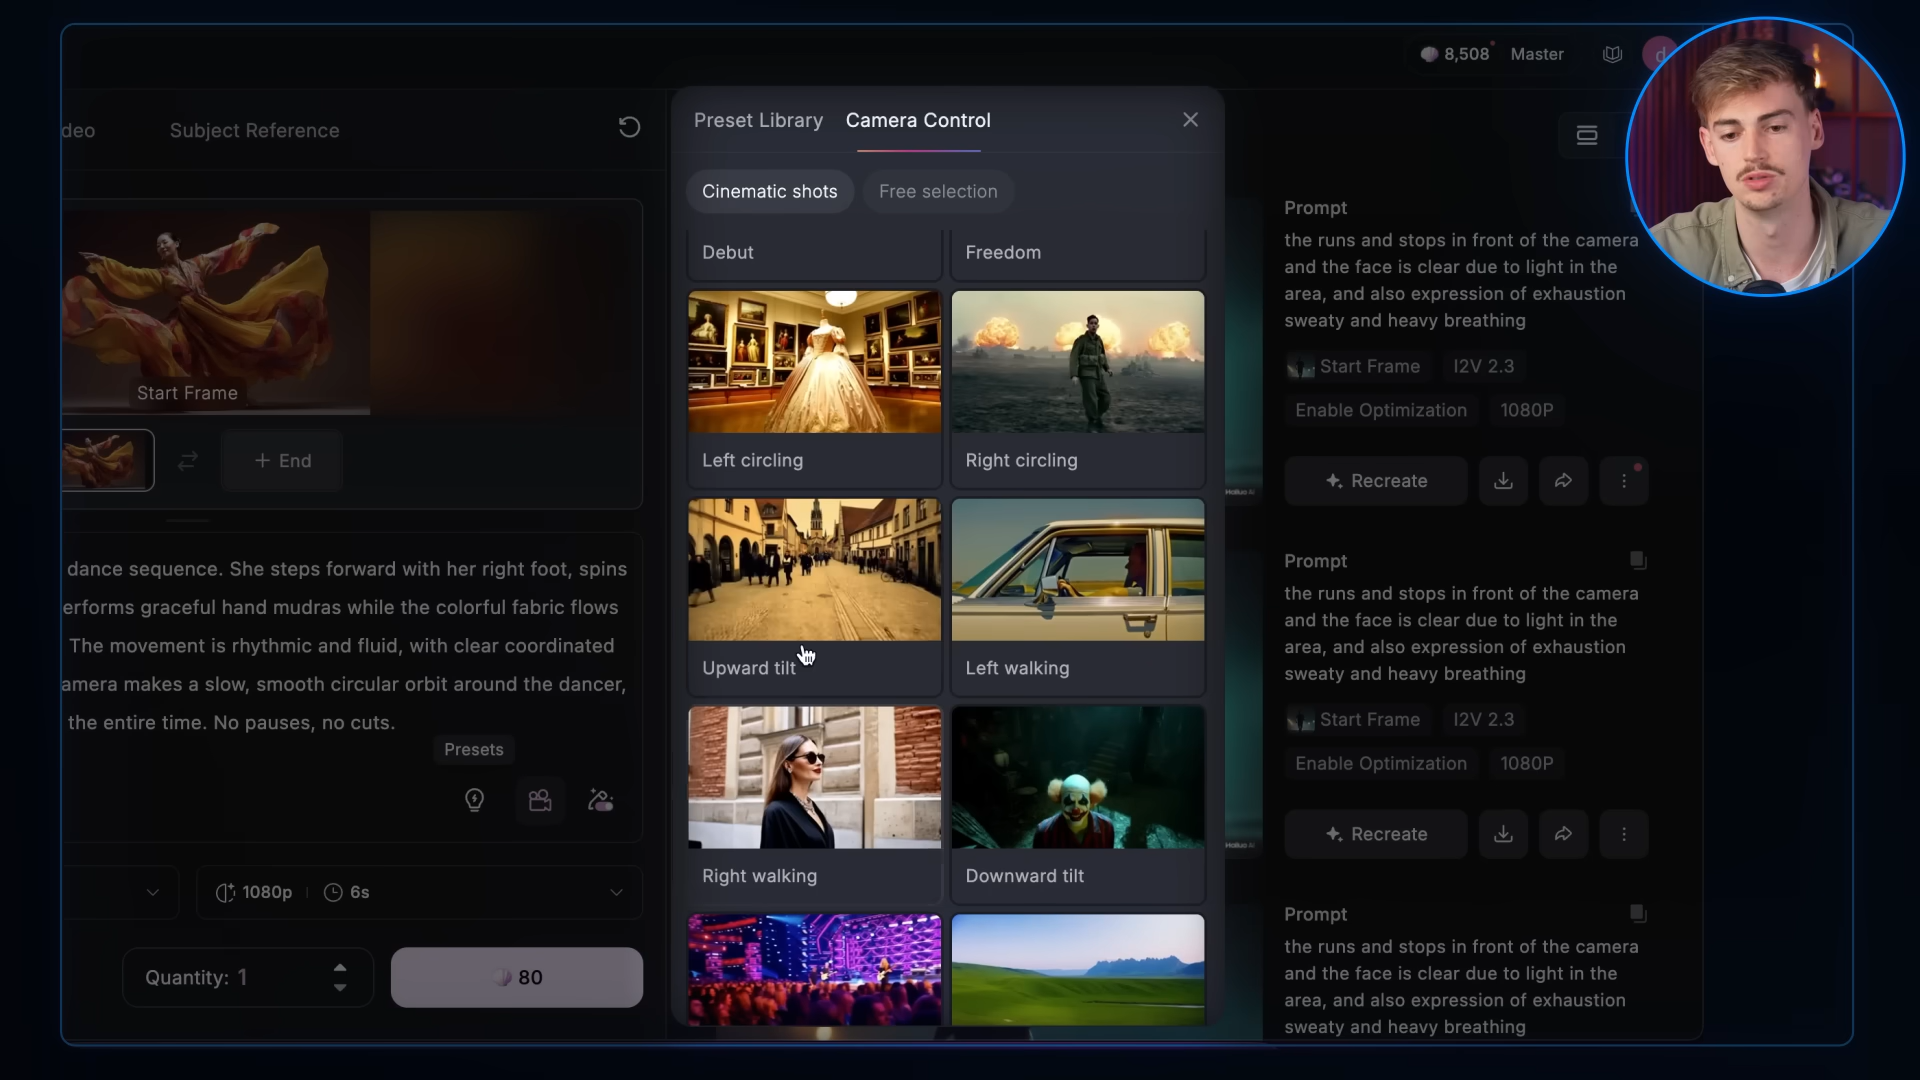 8,508
Master
d
deo
Subject Reference
Start Frame
+ End
dance sequence. She steps forward with her right foot, spins
erforms graceful hand mudras while the colorful fabric flows
The movement is rhythmic and fluid, with clear coordinated
amera makes a slow, smooth circular orbit around the dancer,
the entire time. No pauses, no cuts.
Presets
1080p
6s
Quantity: 1
80
Preset Library
Camera Control
Cinematic shots
Free selection
Debut
Freedom
Left circling
Right circling
Upward tilt
Left walking
Right walking
Downward tilt
Prompt
the runs and stops in front of the camera
and the face is clear due to light in the
area, and also expression of exhaustion
sweaty and heavy breathing
Start Frame
I2V 2.3
Enable Optimization
1080P
Hailuo AI
Recreate
Prompt
the runs and stops in front of the camera
and the face is clear due to light in the
area, and also expression of exhaustion
sweaty and heavy breathing
Start Frame
I2V 2.3
Enable Optimization
1080P
Hailuo AI
Recreate
Prompt
the runs and stops in front of the camera
and the face is clear due to light in the
area, and also expression of exhaustion
sweaty and heavy breathing